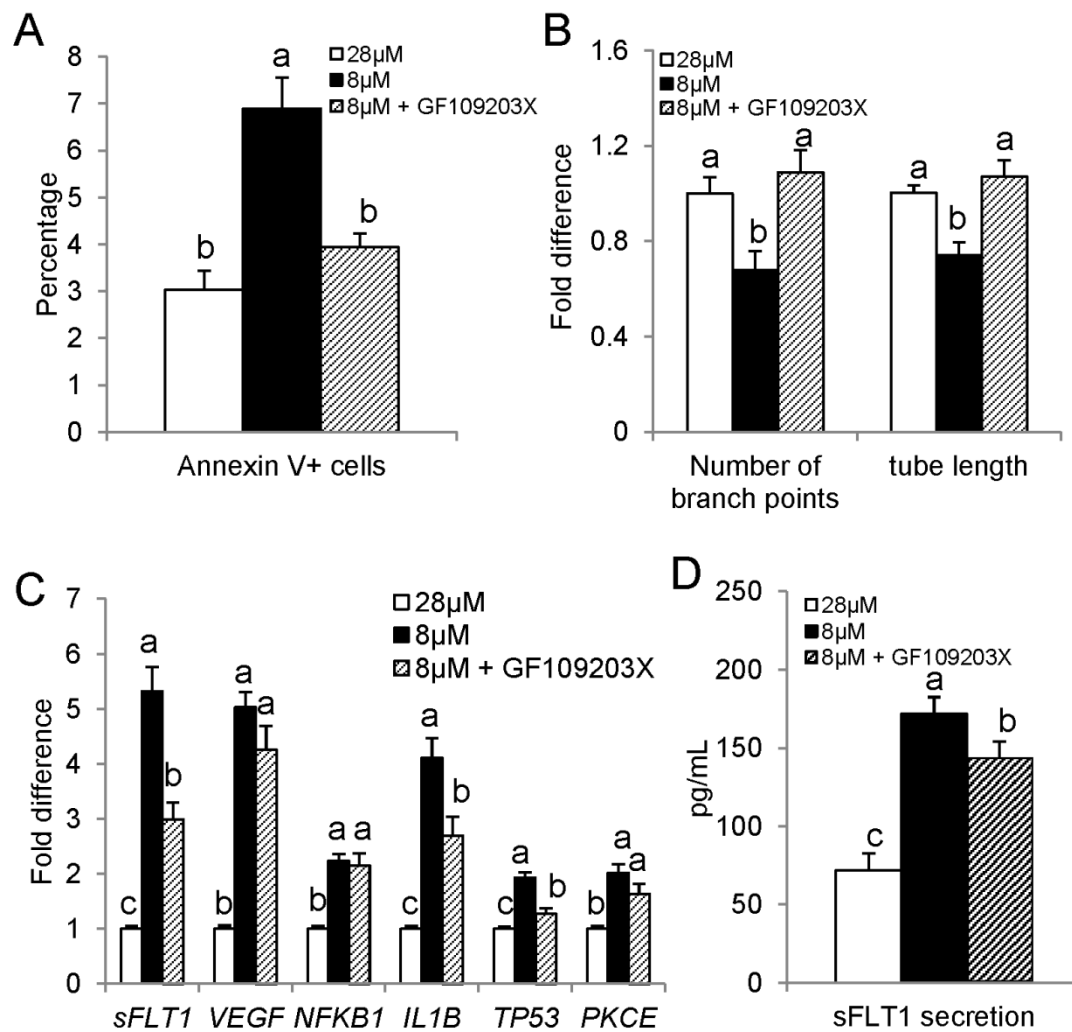 A
8
7
6
5
4
3
2
1
0
Percentage
28µM
8µM
8µM + GF109203X
b
a
b
Annexin V+ cells
B
1.6
1.2
0.8
0.4
0
Fold difference
28µM
8µM
8µM + GF109203X
a
b
a
a
b
a
Number of
branch points
tube length
C
7
6
5
4
3
2
1
0
Fold difference
28µM
8µM
8µM + GF109203X
c
a
b
b
a
a
b
a
a
c
a
b
c
a
b
b
a
a
sFLT1
VEGF
NFKB1
IL1B
TP53
PKCE
D
250
200
150
100
50
0
pg/mL
28µM
8µM
8µM + GF109203X
c
a
b
sFLT1 secretion